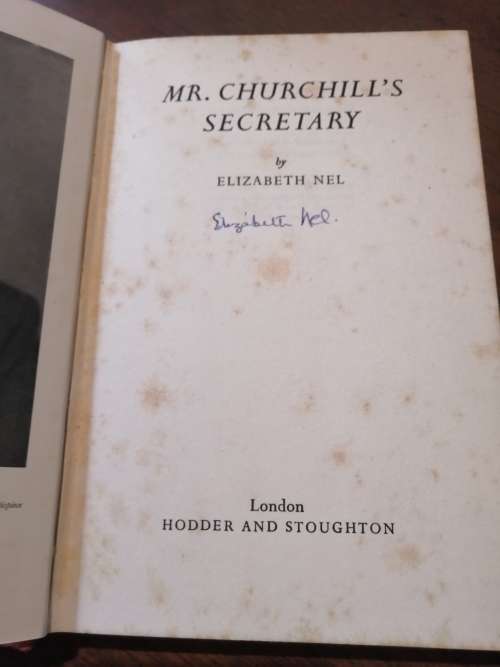 MR. CHURCHILL'S
SECRETARY
by
ELIZABETH NEL
Elizabeth Nel.
London
HODDER AND STOUGHTON